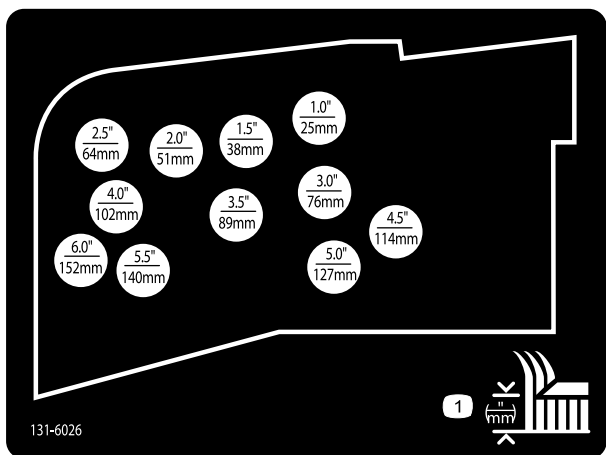 1.0"
25mm
1.5"
38mm
2.0"
51mm
2.5"
64mm
3.0"
76mm
4.0"
102mm
3.5"
89mm
4.5"
114mm
6.0"
152mm
5.5"
140mm
5.0"
127mm
1
"
(mm)
131-6026